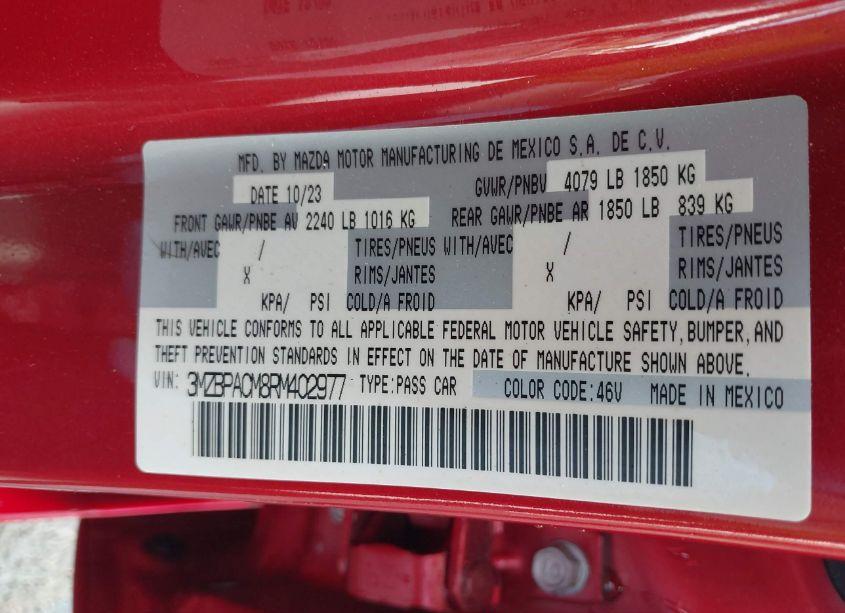 MFD. BY MAZDA MOTOR MANUFACTURING DE MEXICO S.A. DE C.V.
DATE 10/23 GVWR/PNBV 4079 LB 1850 KG
FRONT GAWR/PNBE AV 2240 LB 1016 KG REAR GAWR/PNBE AR 1850 LB 839 KG
WITH/AVEC / TIRES/PNEUS WITH/AVEC / TIRES/PNEUS
X RIMS/JANTES X RIMS/JANTES
KPA/ PSI COLD/A FROID KPA/ PSI COLD/A FROID
THIS VEHICLE CONFORMS TO ALL APPLICABLE FEDERAL MOTOR VEHICLE SAFETY, BUMPER, AND
THEFT PREVENTION STANDARDS IN EFFECT ON THE DATE OF MANUFACTURE SHOWN ABOVE.
VIN: 3MZBPACM8RM402977 TYPE:PASS CAR COLOR CODE:46V MADE IN MEXICO